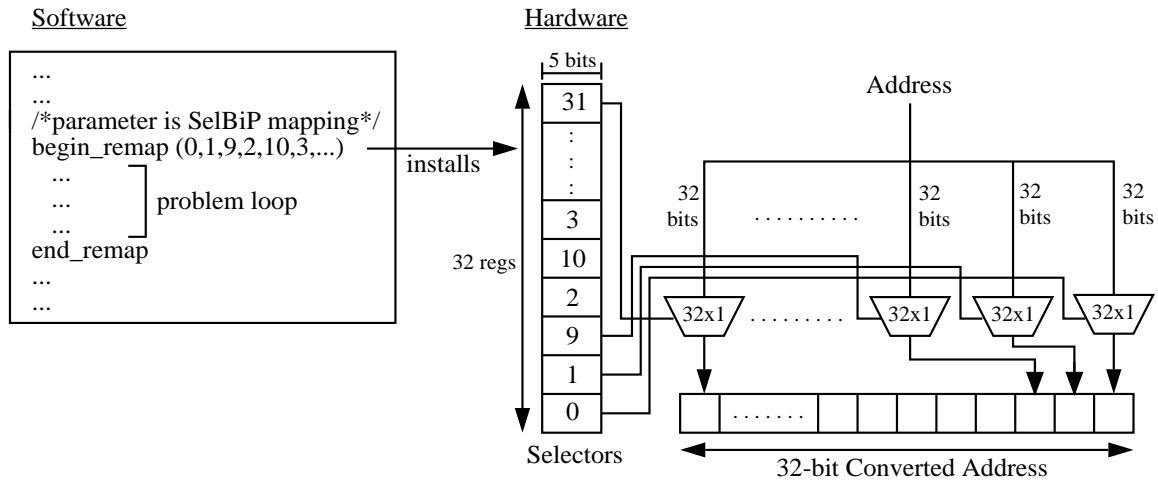 Software
...
...
/*parameter is SelBiP mapping*/
begin_remap (0,1,9,2,10,3,...)
...
...
...
problem loop
end_remap
...
...
installs
Hardware
5 bits
31
:
:
:
3
10
2
9
1
0
32 regs
Selectors
Address
32 bits
. . . . . . . . . .
32 bits
32 bits
32 bits
32x1
. . . . . . . . .
32x1
32x1
32x1
. . . . . . .
32-bit Converted Address